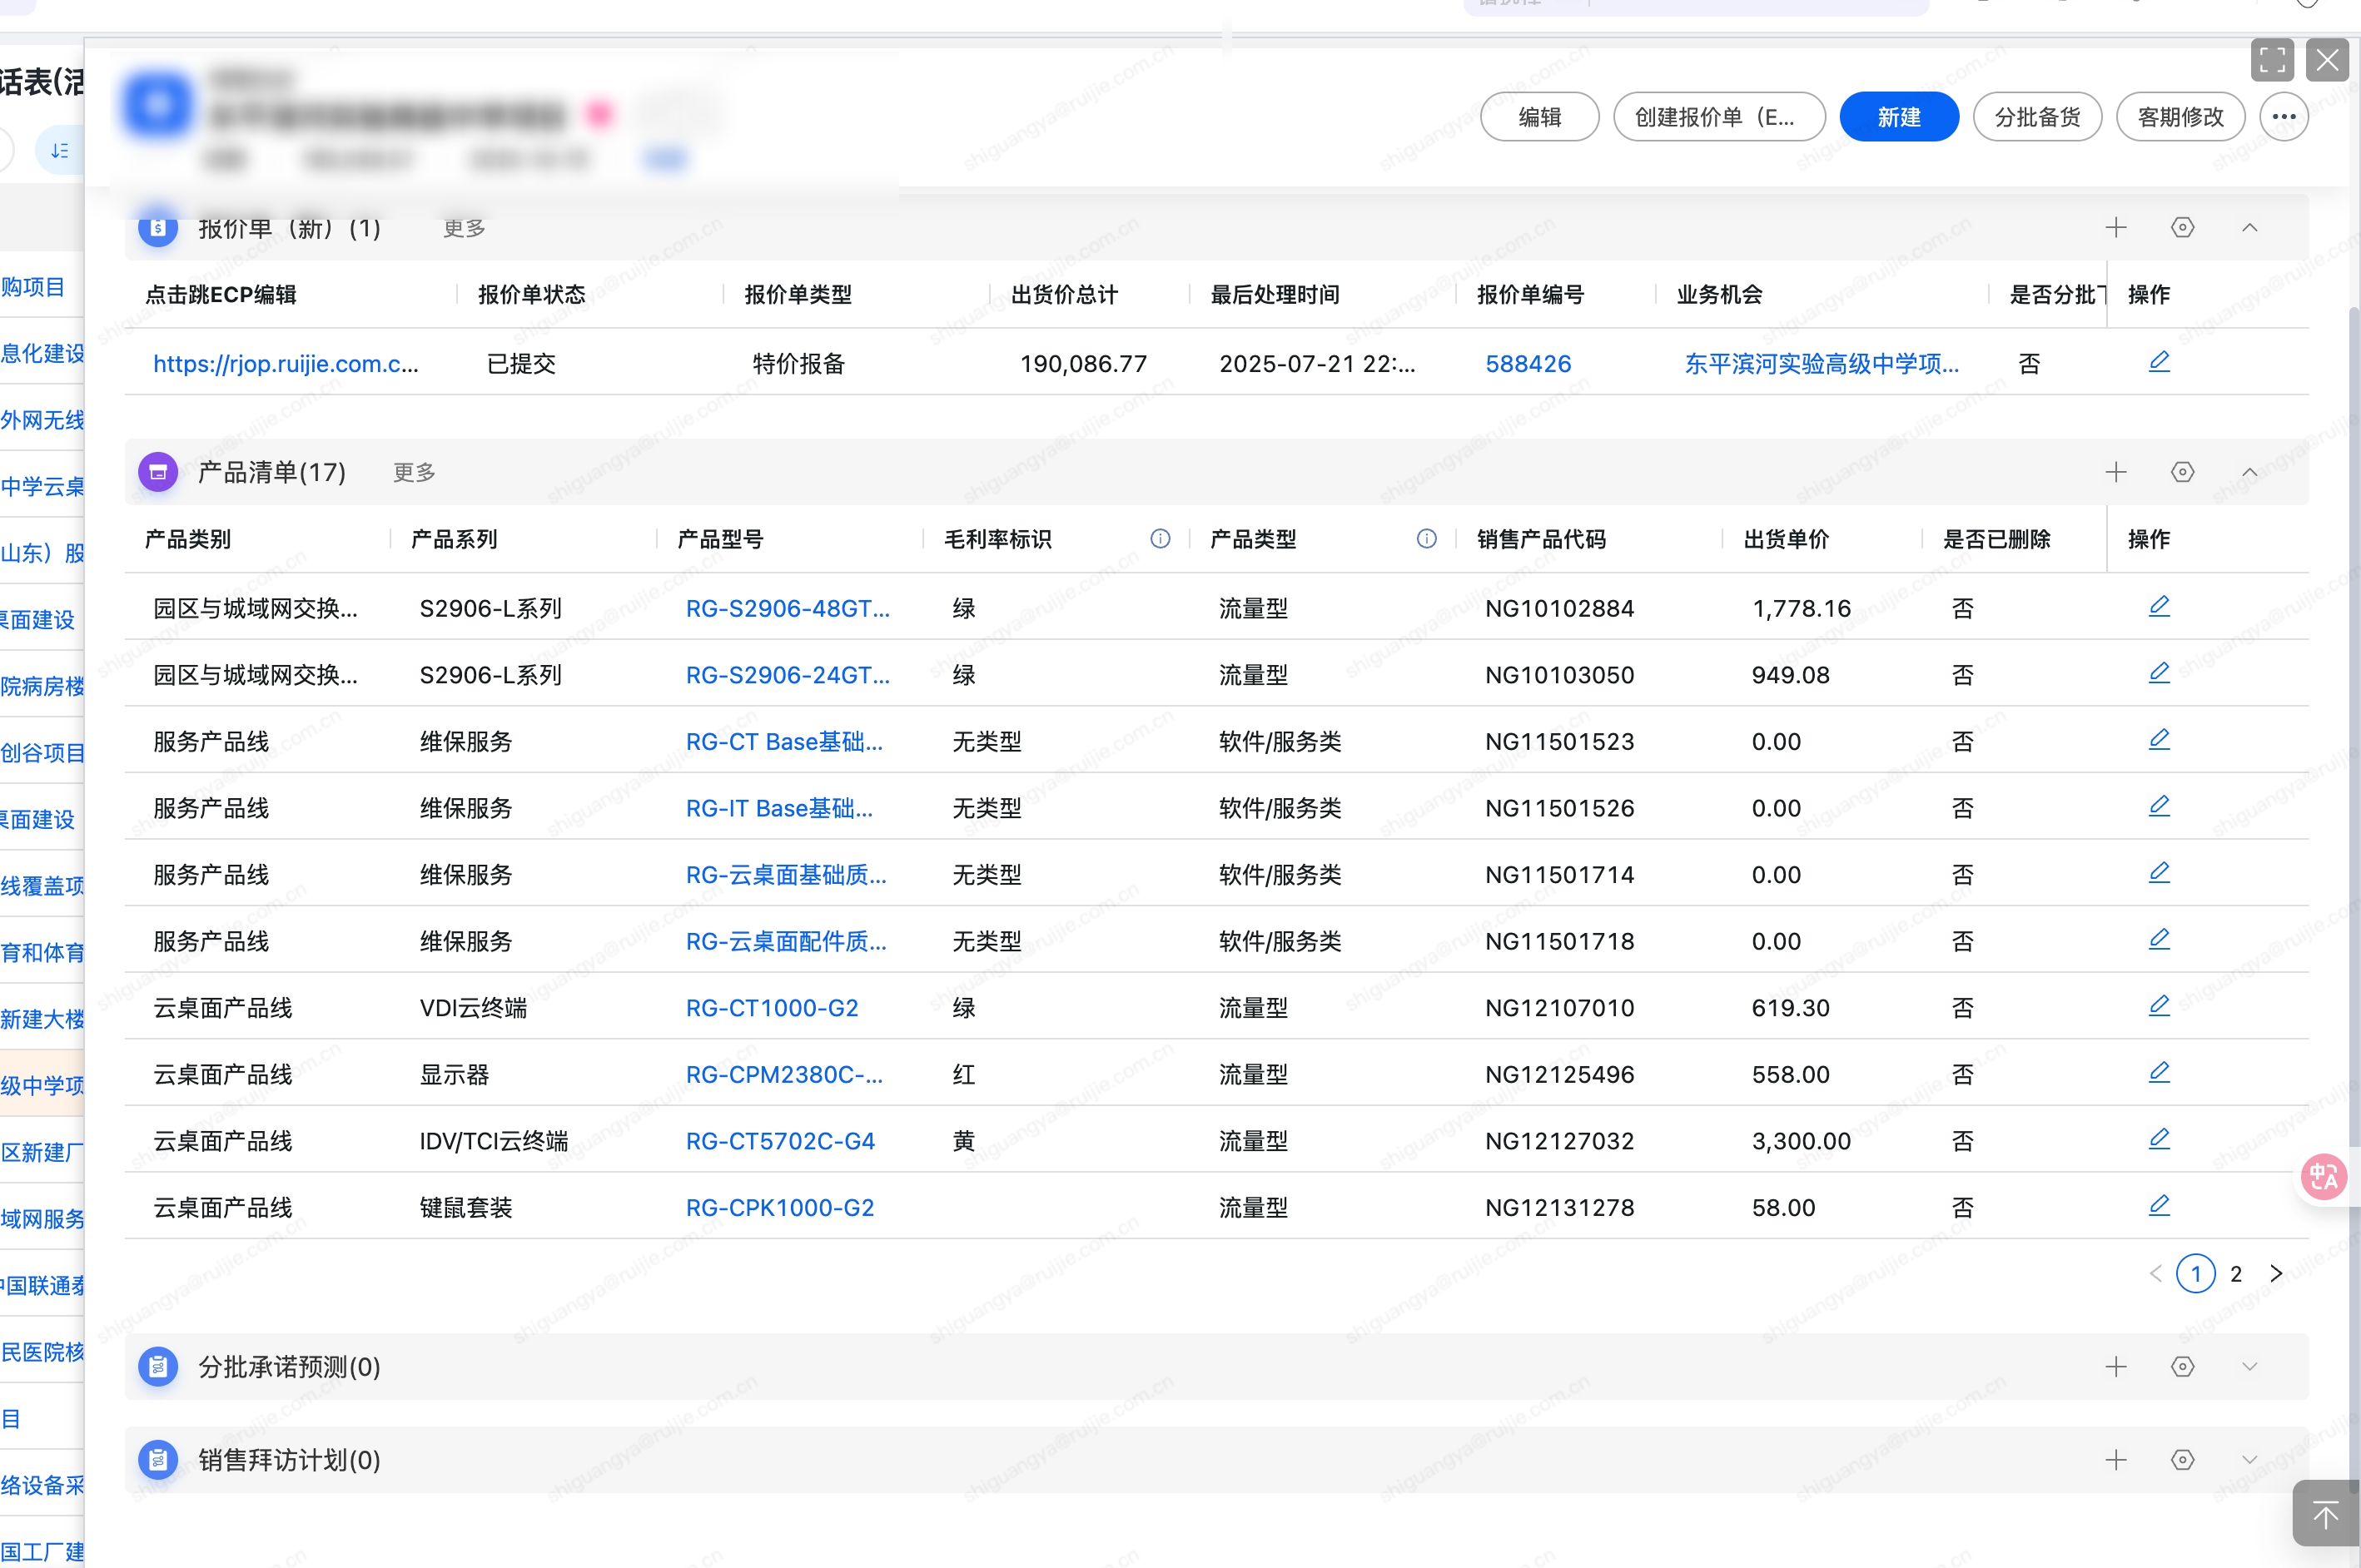 话表(活
编辑 创建报价单（E... 新建 分批备货 客期修改
报价单（新）(1) 更多
点击跳ECP编辑 报价单状态 报价单类型 出货价总计 最后处理时间 报价单编号 业务机会 是否分批 操作
https://rjop.ruijie.com.c... 已提交 特价报备 190,086.77 2025-07-21 22:... 588426 东平滨河实验高级中学项... 否
产品清单(17) 更多
产品类别 产品系列 产品型号 毛利率标识 产品类型 销售产品代码 出货单价 是否已删除 操作
园区与城域网交换... S2906-L系列 RG-S2906-48GT... 绿 流量型 NG10102884 1,778.16 否
园区与城域网交换... S2906-L系列 RG-S2906-24GT... 绿 流量型 NG10103050 949.08 否
服务产品线 维保服务 RG-CT Base基础... 无类型 软件/服务类 NG11501523 0.00 否
服务产品线 维保服务 RG-IT Base基础... 无类型 软件/服务类 NG11501526 0.00 否
服务产品线 维保服务 RG-云桌面基础质... 无类型 软件/服务类 NG11501714 0.00 否
服务产品线 维保服务 RG-云桌面配件质... 无类型 软件/服务类 NG11501718 0.00 否
云桌面产品线 VDI云终端 RG-CT1000-G2 绿 流量型 NG12107010 619.30 否
云桌面产品线 显示器 RG-CPM2380C-... 红 流量型 NG12125496 558.00 否
云桌面产品线 IDV/TCI云终端 RG-CT5702C-G4 黄 流量型 NG12127032 3,300.00 否
云桌面产品线 键鼠套装 RG-CPK1000-G2 流量型 NG12131278 58.00 否
1 2
分批承诺预测(0)
销售拜访计划(0)
购项目
息化建设
外网无线
中学云桌
山东）股
桌面建设
院病房楼
创谷项目
桌面建设
线覆盖项
育和体育
新建大楼
级中学项
区新建厂
域网服务
中国联通泰
民医院核
目
络设备采
国工厂建
shiguangya@ruijie.com.cn